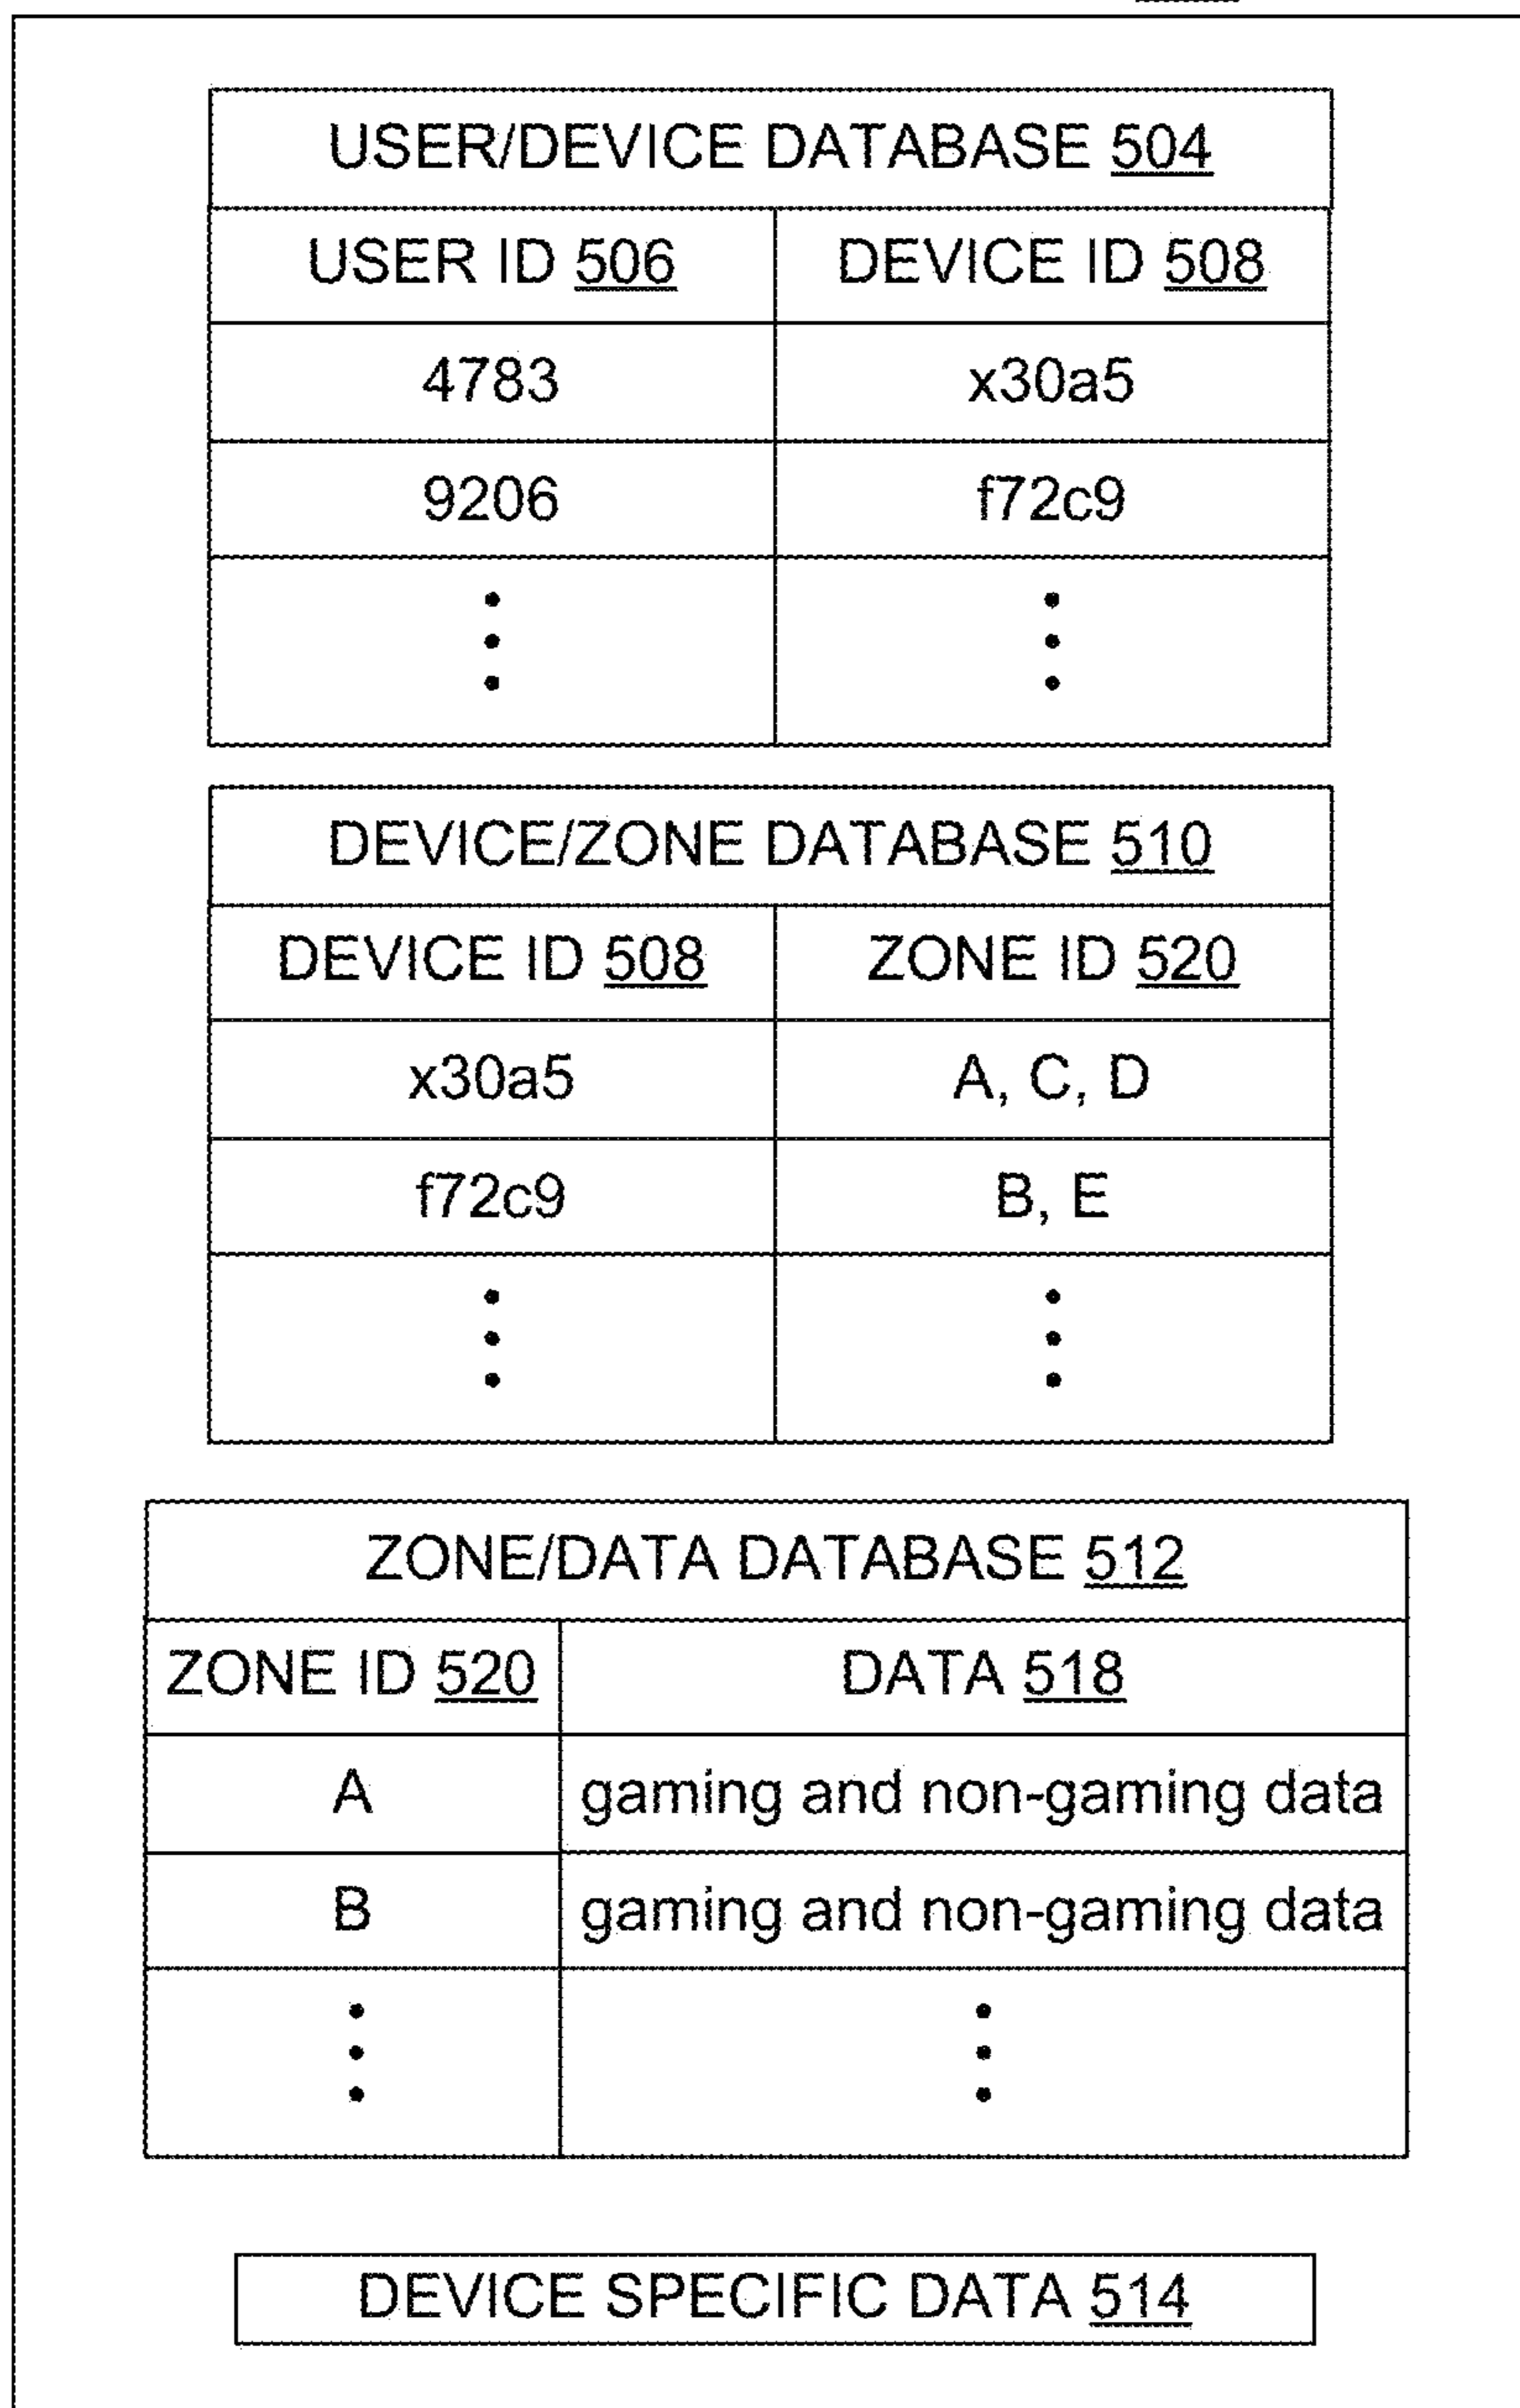 USER/DEVICE DATABASE 504
USER ID 506 DEVICE ID 508
4783 x30a5
9206 f72c9
DEVICE/ZONE DATABASE 510
DEVICE ID 508 ZONE ID 520
x30a5 A, C, D
f72c9 B, E
ZONE/DATA DATABASE 512
ZONE ID 520 DATA 518
A gaming and non-gaming data
B gaming and non-gaming data
DEVICE SPECIFIC DATA 514